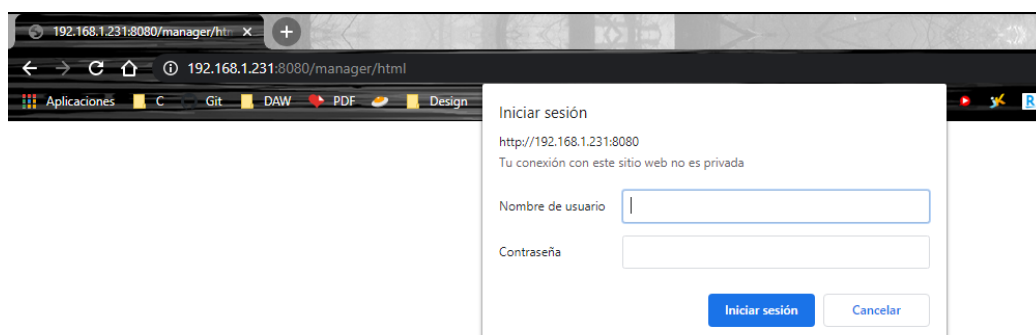 192.168.1.231:8080/manager/htm
192.168.1.231:8080/manager/html
Aplicaciones C Git DAW PDF Design
Iniciar sesión
http://192.168.1.231:8080
Tu conexión con este sitio web no es privada
Nombre de usuario
Contraseña
Iniciar sesión Cancelar